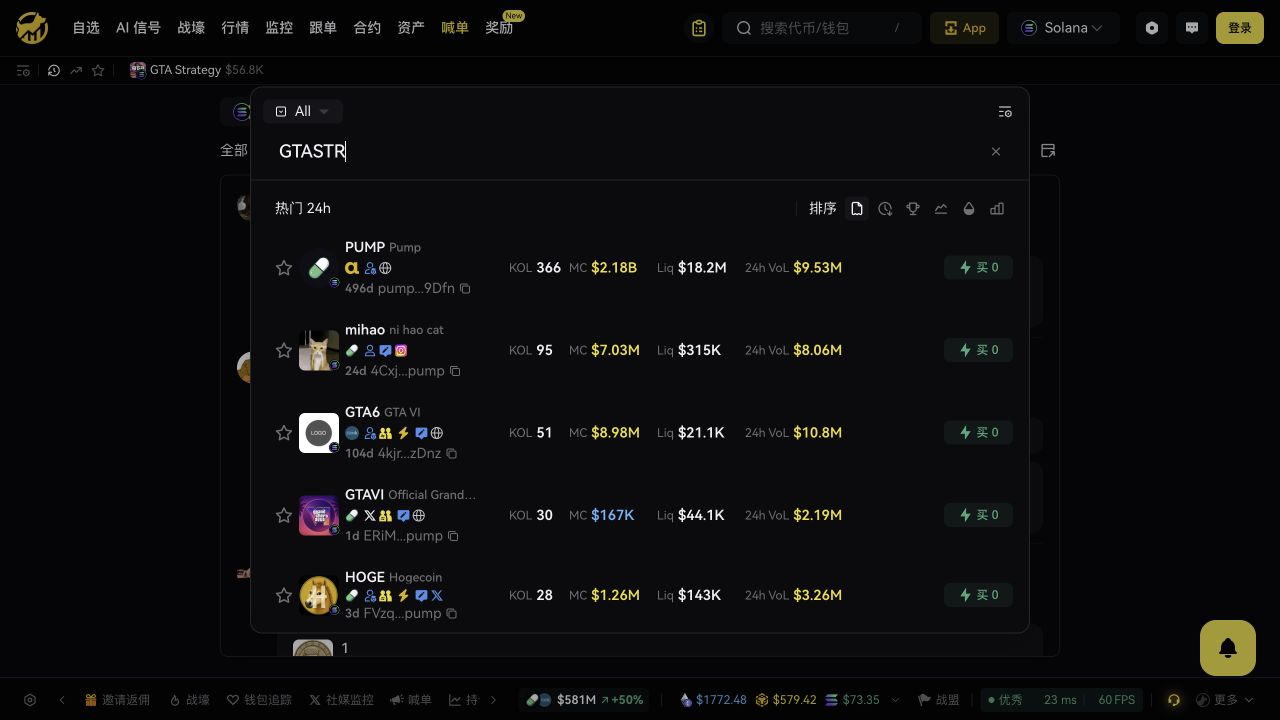 自选 AI 信号 战壕 行情 监控 跟单 合约 资产 喊单 奖励 New 搜索代币/钱包 / App Solana 登录
GTA Strategy $56.8K
All
全部
GTASTR
热门 24h 排序
PUMP Pump
KOL 366 MC $2.18B Liq $18.2M 24h VoL $9.53M 买 0
496d pump...9Dfn
mihao ni hao cat
KOL 95 MC $7.03M Liq $315K 24h VoL $8.06M 买 0
24d 4Cxj...pump
GTA6 GTA VI
LOGO
KOL 51 MC $8.98M Liq $21.1K 24h VoL $10.8M 买 0
104d 4kjr...zDnz
GTAVI Official Grand...
KOL 30 MC $167K Liq $44.1K 24h VoL $2.19M 买 0
1d ERiM...pump
HOGE Hogecoin
KOL 28 MC $1.26M Liq $143K 24h VoL $3.26M 买 0
3d FVzq...pump
1
邀请返佣 战壕 钱包追踪 社媒监控 喊单 持 $581M +50% $1772.48 $579.42 $73.35 战盟 优秀 23 ms 60 FPS 更多